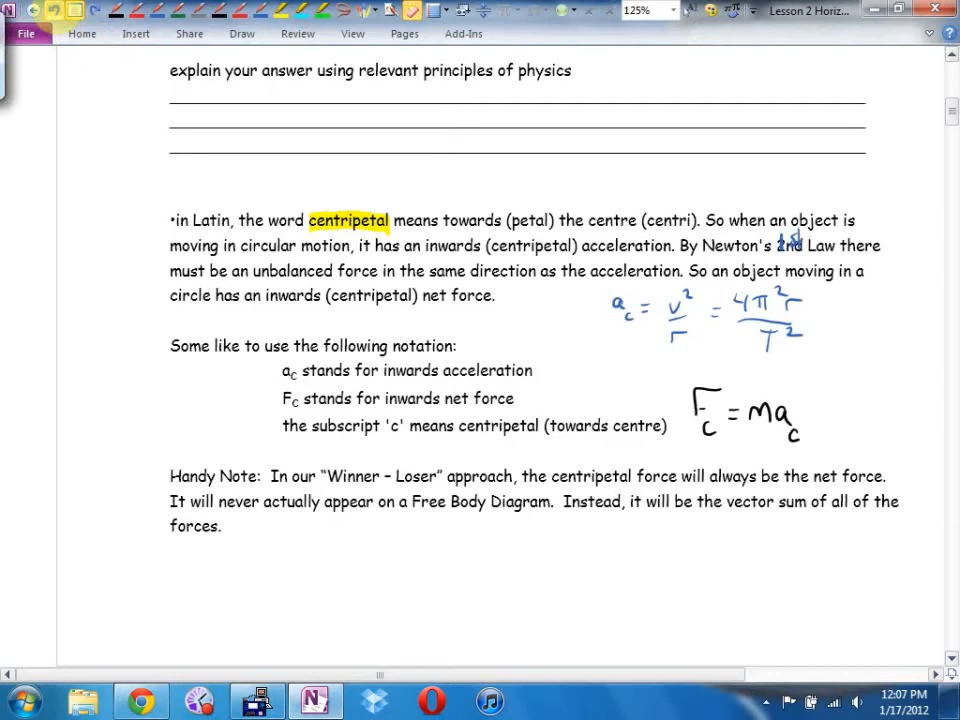 125%
Lesson 2 Horiz...
File Home Insert Share Draw Review View Pages Add-Ins
explain your answer using relevant principles of physics
•in Latin, the word centripetal means towards (petal) the centre (centri). So when an object is
moving in circular motion, it has an inwards (centripetal) acceleration. By Newton's 2nd Law there
must be an unbalanced force in the same direction as the acceleration. So an object moving in a
circle has an inwards (centripetal) net force.
a_c = v²/r = 4π²r/T²
Some like to use the following notation:
a_C stands for inwards acceleration
F_C stands for inwards net force
the subscript 'c' means centripetal (towards centre)
F_c = ma_c
Handy Note: In our “Winner – Loser” approach, the centripetal force will always be the net force.
It will never actually appear on a Free Body Diagram. Instead, it will be the vector sum of all of the
forces.
12:07 PM
1/17/2012